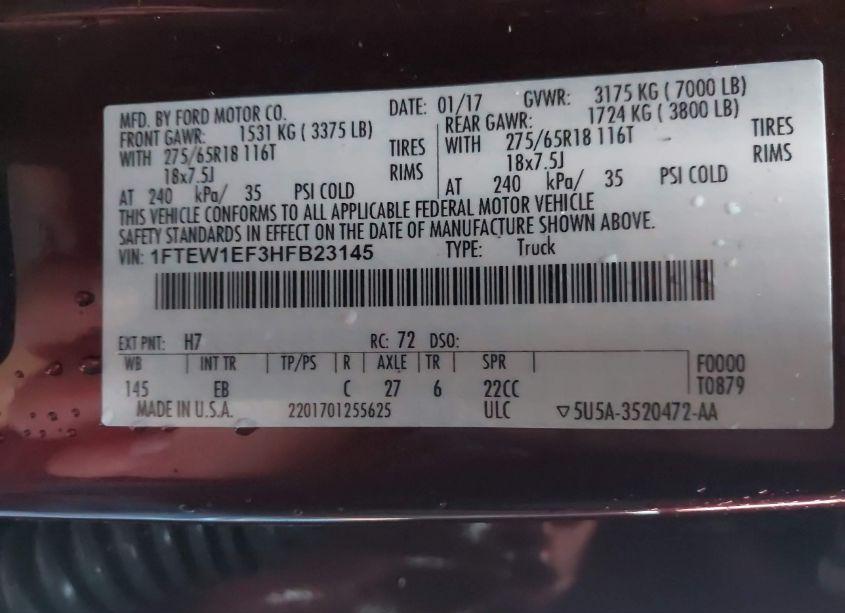 MFD. BY FORD MOTOR CO. DATE: 01/17 GVWR: 3175 KG ( 7000 LB)
FRONT GAWR: 1531 KG ( 3375 LB) REAR GAWR: 1724 KG ( 3800 LB)
WITH 275/65R18 116T TIRES WITH 275/65R18 116T TIRES
18x7.5J RIMS 18x7.5J RIMS
AT 240 kPa/ 35 PSI COLD AT 240 kPa/ 35 PSI COLD
THIS VEHICLE CONFORMS TO ALL APPLICABLE FEDERAL MOTOR VEHICLE
SAFETY STANDARDS IN EFFECT ON THE DATE OF MANUFACTURE SHOWN ABOVE.
VIN: 1FTEW1EF3HFB23145 TYPE: Truck
EXT PNT: H7 RC: 72 DSO:
WB INT TR TP/PS R AXLE TR SPR F0000
145 EB C 27 6 22CC T0879
MADE IN U.S.A. 2201701255625 ULC ▽5U5A-3520472-AA